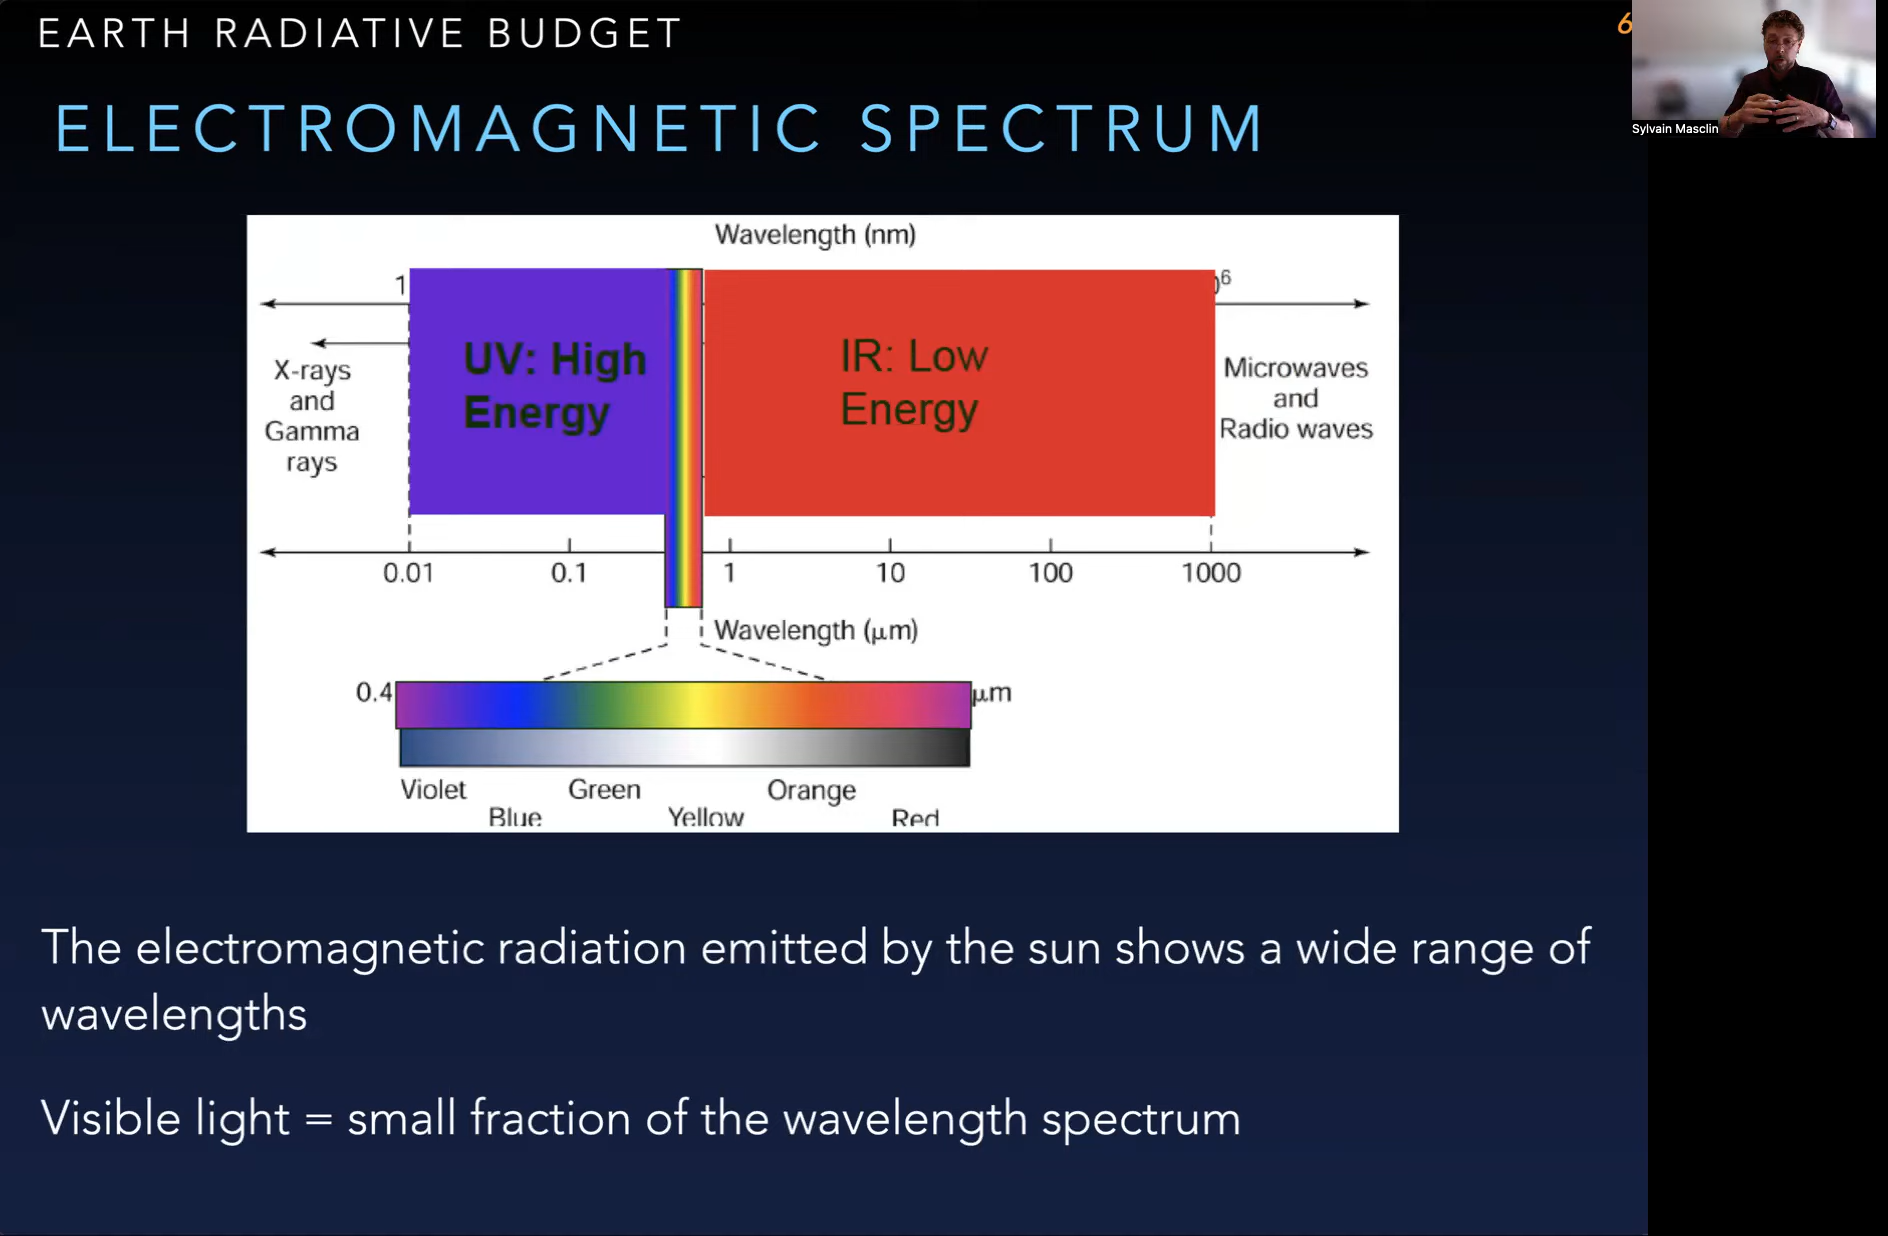 EARTH RADIATIVE BUDGET
6
Sylvain Masclin
ELECTROMAGNETIC SPECTRUM
Wavelength (nm)
1
6
UV: High
Energy
IR: Low
Energy
X-rays
and
Gamma
rays
Microwaves
and
Radio waves
0.01 0.1 1 10 100 1000
Wavelength (μm)
0.4 μm
Violet Green Orange
Blue Yellow Red
The electromagnetic radiation emitted by the sun shows a wide range of
wavelengths
Visible light = small fraction of the wavelength spectrum